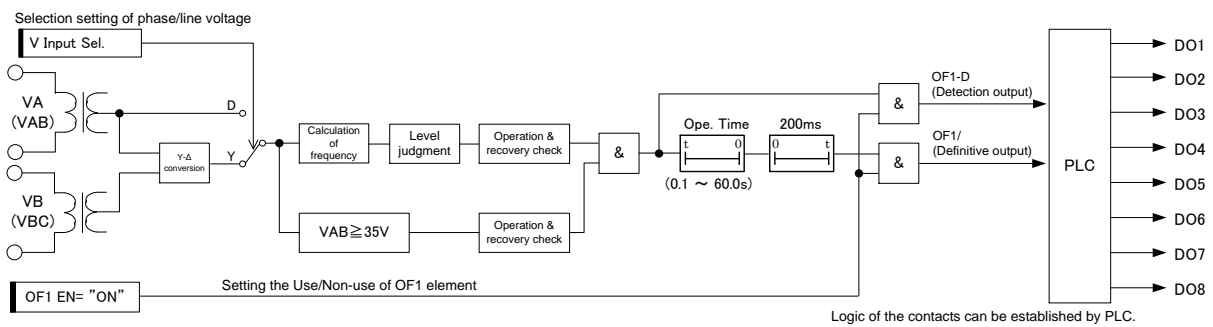 Selection setting of phase/line voltage
V Input Sel.
VA
(VAB)
VB
(VBC)
D
Y
Y-Δ
conversion
Calculation
of
frequency
Level
judgment
Operation &
recovery check
VAB≧35V
Operation &
recovery check
&
Ope. Time
t 0
(0.1 ～ 60.0s)
200ms
0 t
&
OF1-D
(Detection output)
&
OF1/
(Definitive output)
PLC
DO1
DO2
DO3
DO4
DO5
DO6
DO7
DO8
OF1 EN= "ON"
Setting the Use/Non-use of OF1 element
Logic of the contacts can be established by PLC.